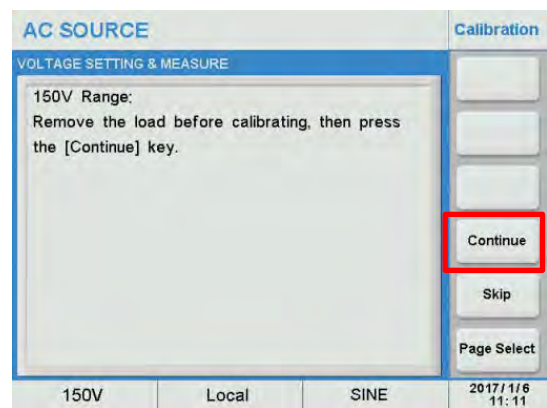 AC SOURCE
Calibration
VOLTAGE SETTING & MEASURE
150V Range:
Remove the load before calibrating, then press
the [Continue] key.
Continue
Skip
Page Select
150V
Local
SINE
2017/1/6
11:11